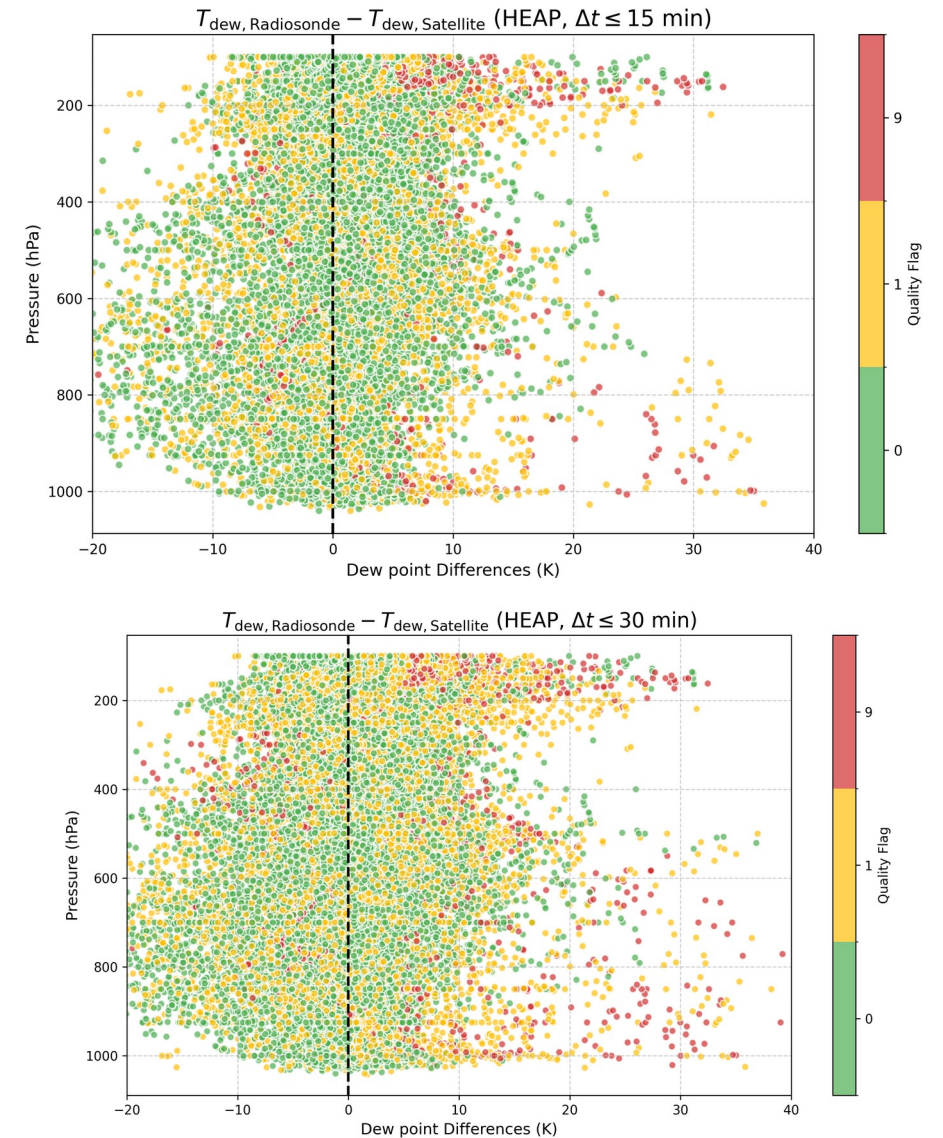 T_dew, Radiosonde − T_dew, Satellite (HEAP, Δt ≤ 15 min)
200
400
600
800
1000
Pressure (hPa)
−20 −10 0 10 20 30 40
Dew point Differences (K)
9
1
0
Quality Flag
T_dew, Radiosonde − T_dew, Satellite (HEAP, Δt ≤ 30 min)
200
400
600
800
1000
Pressure (hPa)
−20 −10 0 10 20 30 40
Dew point Differences (K)
9
1
0
Quality Flag